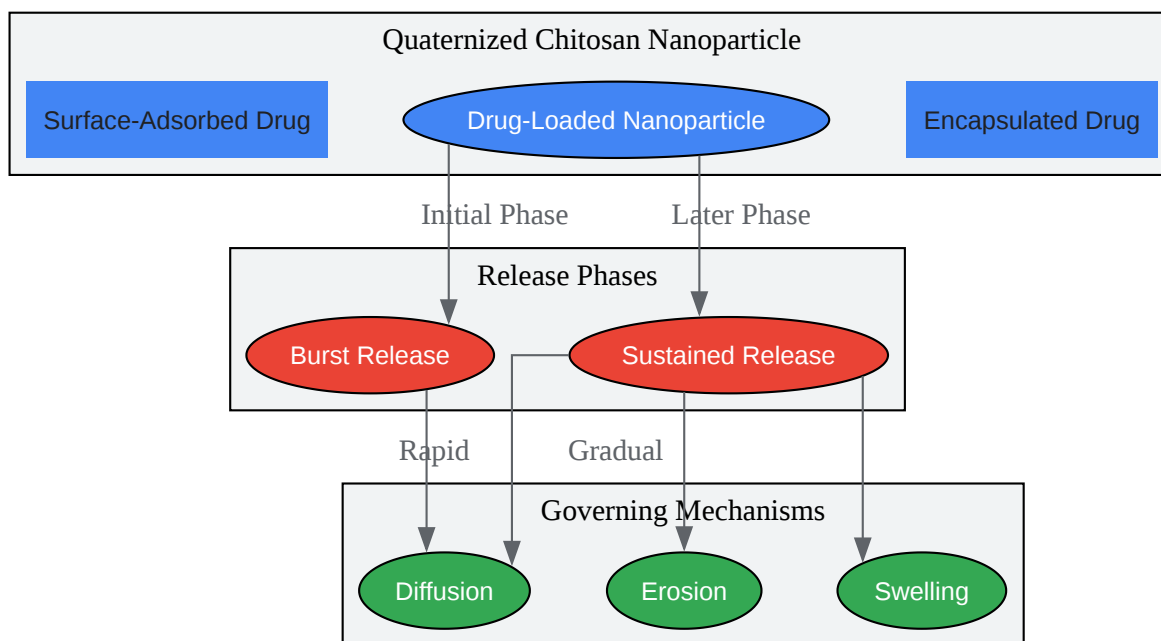 Quaternized Chitosan Nanoparticle
Surface-Adsorbed Drug
Drug-Loaded Nanoparticle
Encapsulated Drug
Initial Phase
Later Phase
Release Phases
Burst Release
Sustained Release
Rapid
Gradual
Governing Mechanisms
Diffusion
Erosion
Swelling